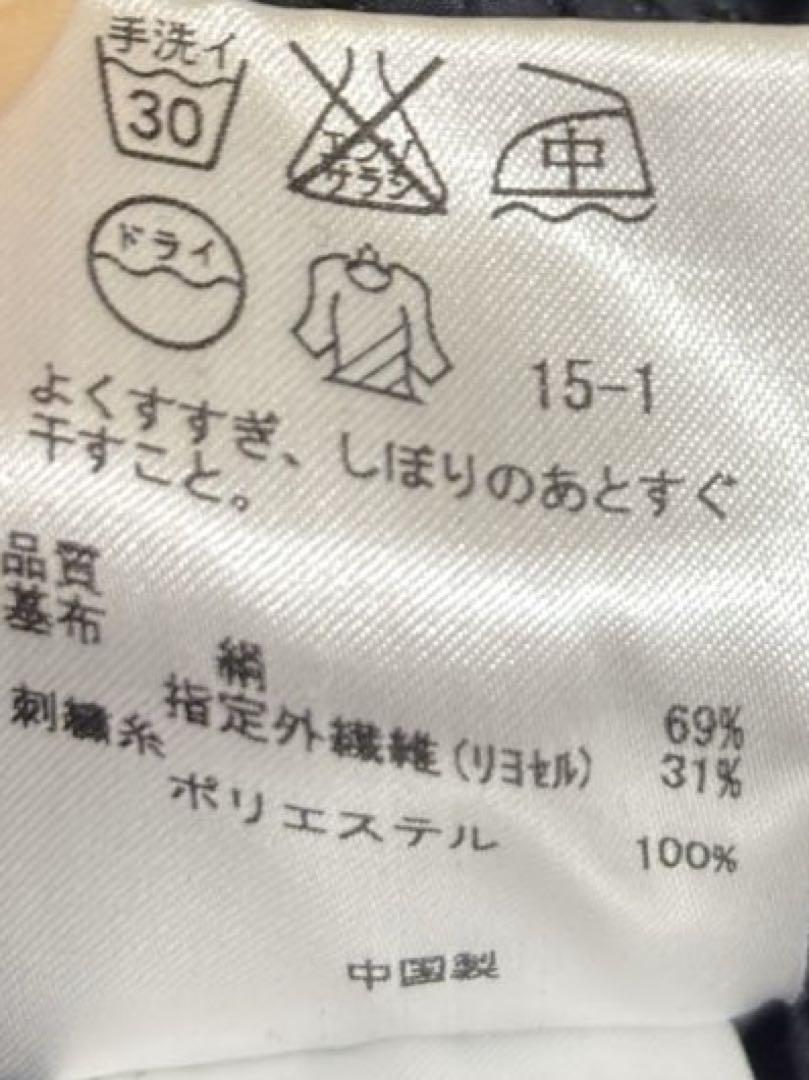 手洗イ
30
エンソ
サラシ
中
ドライ
15-1
よくすすぎ、しぼりのあとすぐ
干すこと。
品質
基布
絹 69%
指定外繊維(リヨセル) 31%
刺繍糸
ポリエステル 100%
中国製